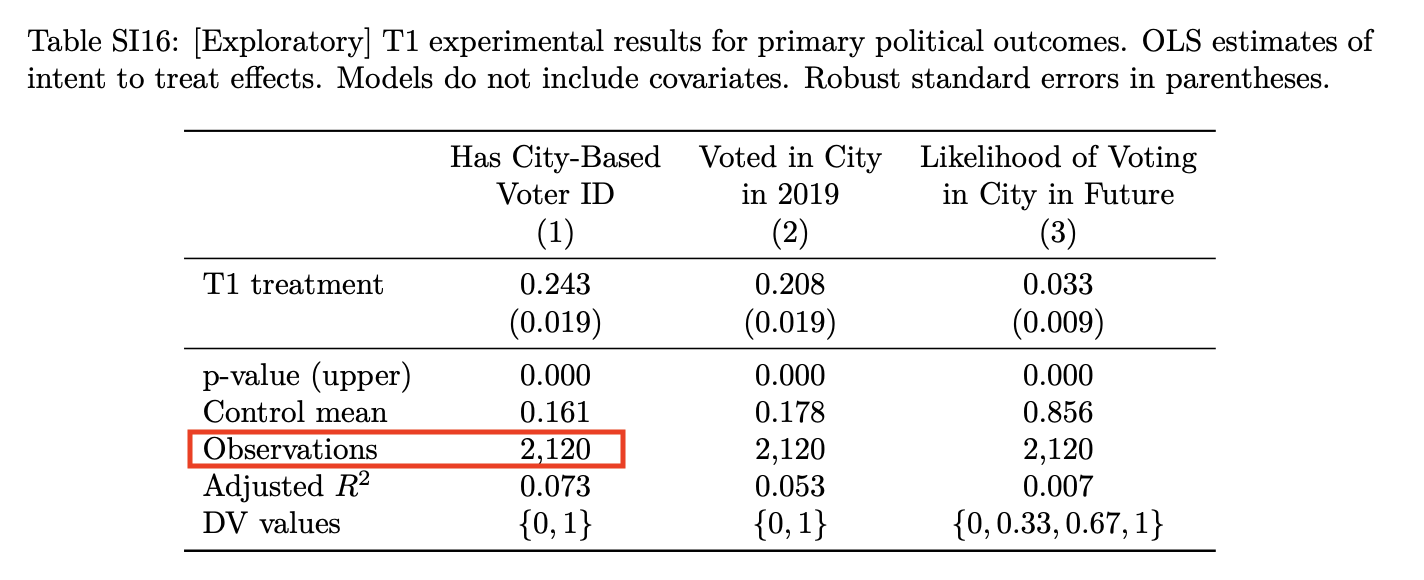 Table SI16: [Exploratory] T1 experimental results for primary political outcomes. OLS estimates of
intent to treat effects. Models do not include covariates. Robust standard errors in parentheses.
Has City-Based Voted in City Likelihood of Voting
Voter ID in 2019 in City in Future
(1) (2) (3)
T1 treatment 0.243 0.208 0.033
(0.019) (0.019) (0.009)
p-value (upper) 0.000 0.000 0.000
Control mean 0.161 0.178 0.856
Observations 2,120 2,120 2,120
Adjusted R² 0.073 0.053 0.007
DV values {0, 1} {0, 1} {0, 0.33, 0.67, 1}